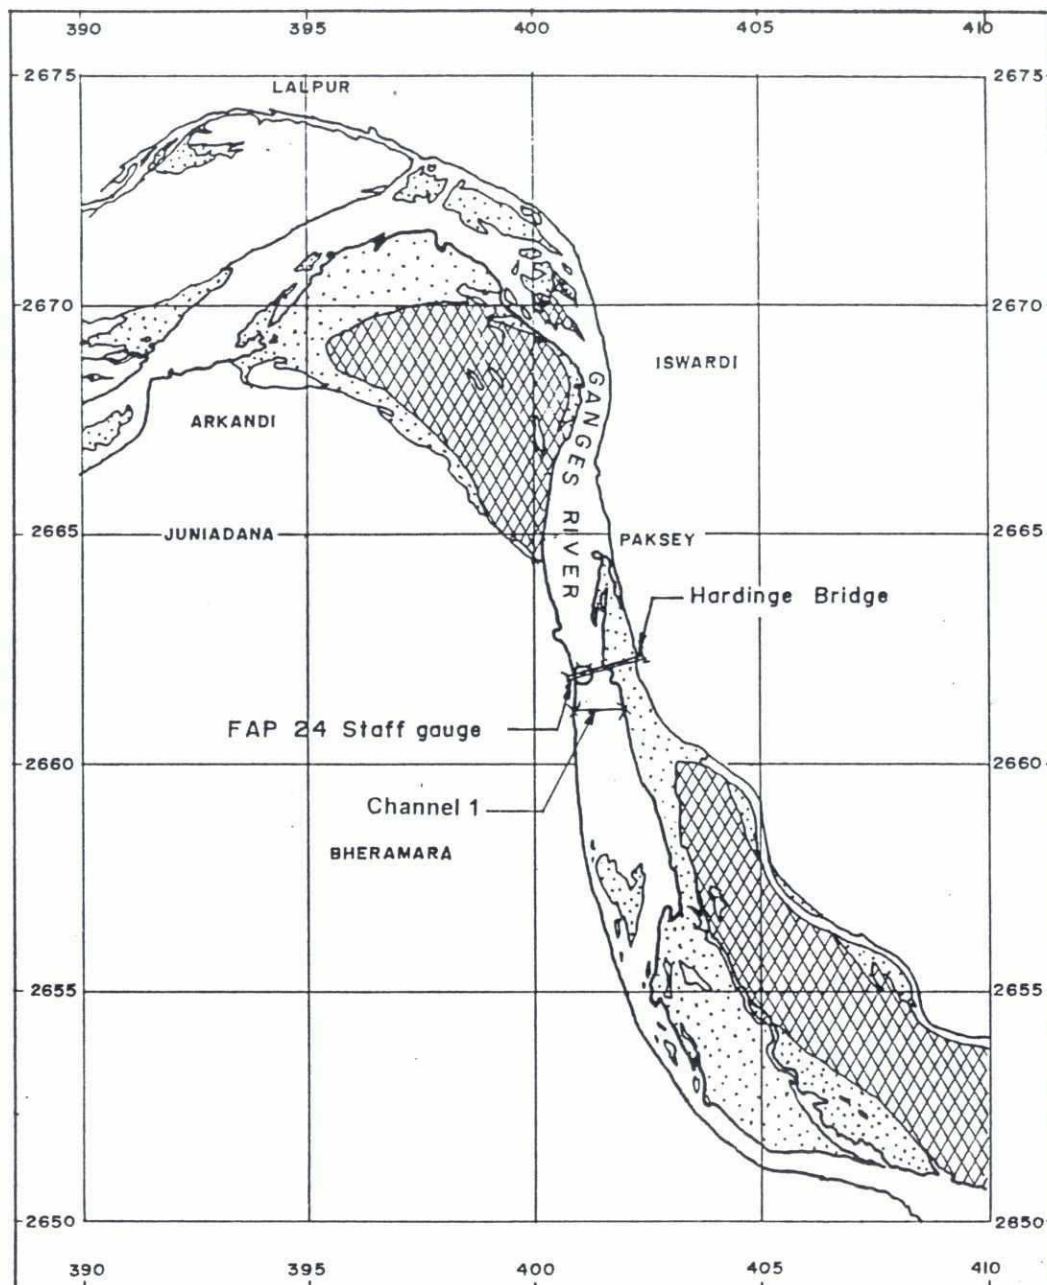 390 395 400 405 410
2675 2675
LALPUR
2670 2670
ISWARDI
ARKANDI
GANGES RIVER
2665 JUNIADANA 2665
PAKSEY
Hardinge Bridge
FAP 24 Staff gauge
2660 2660
Channel 1
BHERAMARA
2655 2655
2650 2650
390 395 400 405 410